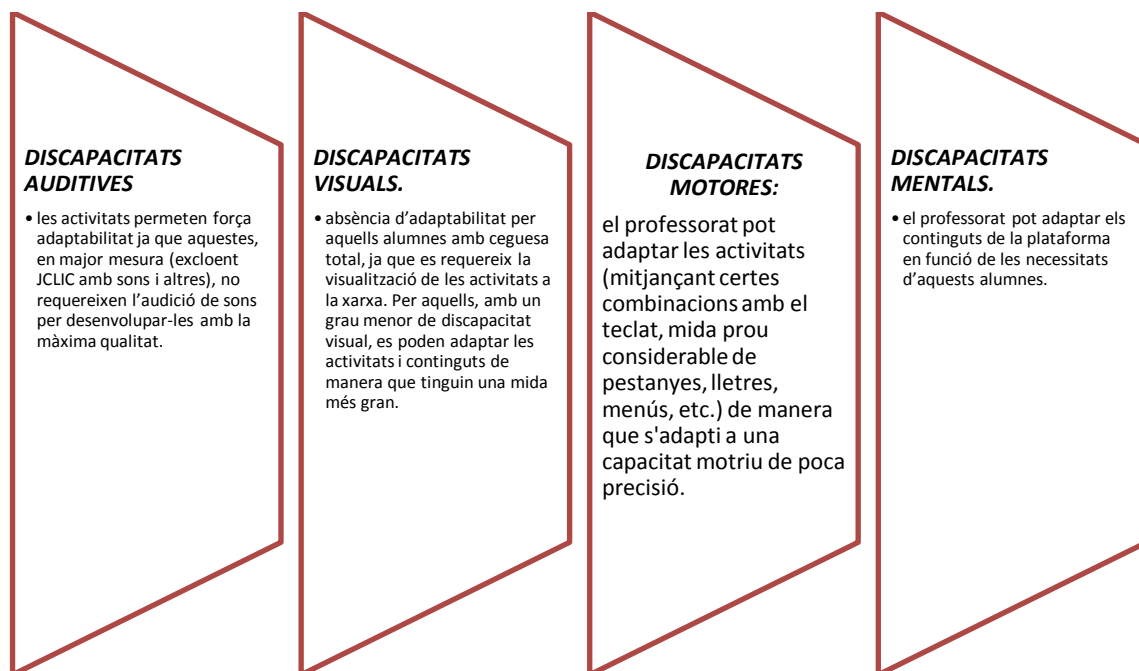 DISCAPACITATS
AUDITIVES
• les activitats permeten força
adaptabilitat ja que aquestes,
en major mesura (excloent
JCLIC amb sons i altres), no
requereixen l’audició de sons
per desenvolupar-les amb la
màxima qualitat.
DISCAPACITATS
VISUALS.
• absència d’adaptabilitat per
aquells alumnes amb ceguesa
total, ja que es requereix la
visualització de les activitats a
la xarxa. Per aquells, amb un
grau menor de discapacitat
visual, es poden adaptar les
activitats i continguts de
manera que tinguin una mida
més gran.
DISCAPACITATS
MOTORES:
el professorat pot
adaptar les activitats
(mitjançant certes
combinacions amb el
teclat, mida prou
considerable de
pestanyes, lletres,
menús, etc.) de manera
que s'adapti a una
capacitat motriu de poca
precisió.
DISCAPACITATS
MENTALS.
• el professorat pot adaptar els
continguts de la plataforma
en funció de les necessitats
d’aquests alumnes.